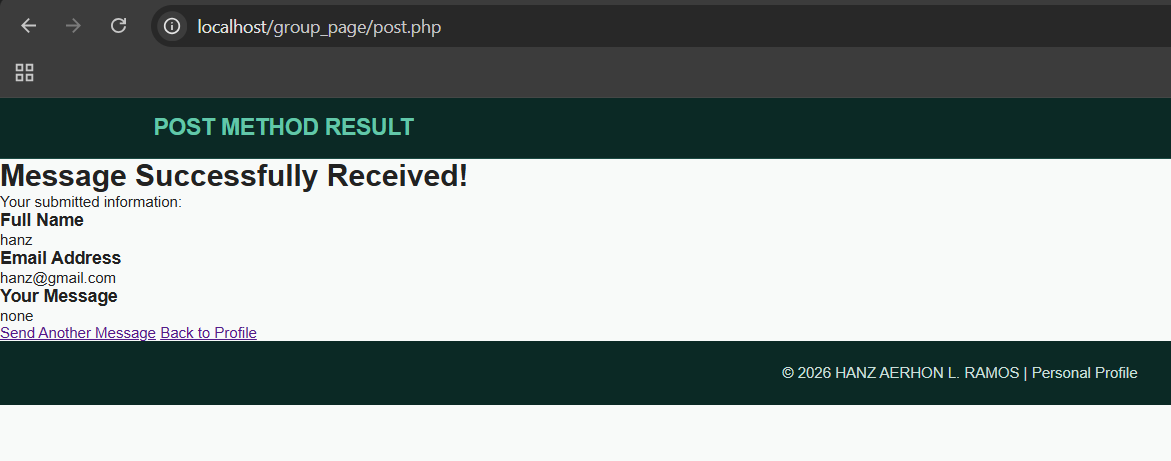 localhost/group_page/post.php
POST METHOD RESULT
Message Successfully Received!
Your submitted information:
Full Name
hanz
Email Address
hanz@gmail.com
Your Message
none
Send Another Message Back to Profile
© 2026 HANZ AERHON L. RAMOS | Personal Profile